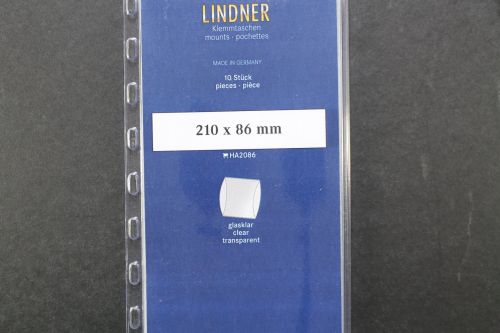 LINDNER
Klemmtaschen
mounts · pochettes
MADE IN GERMANY
10 Stück
pieces · pièce
210 x 86 mm
HA2086
glasklar
clear
transparent